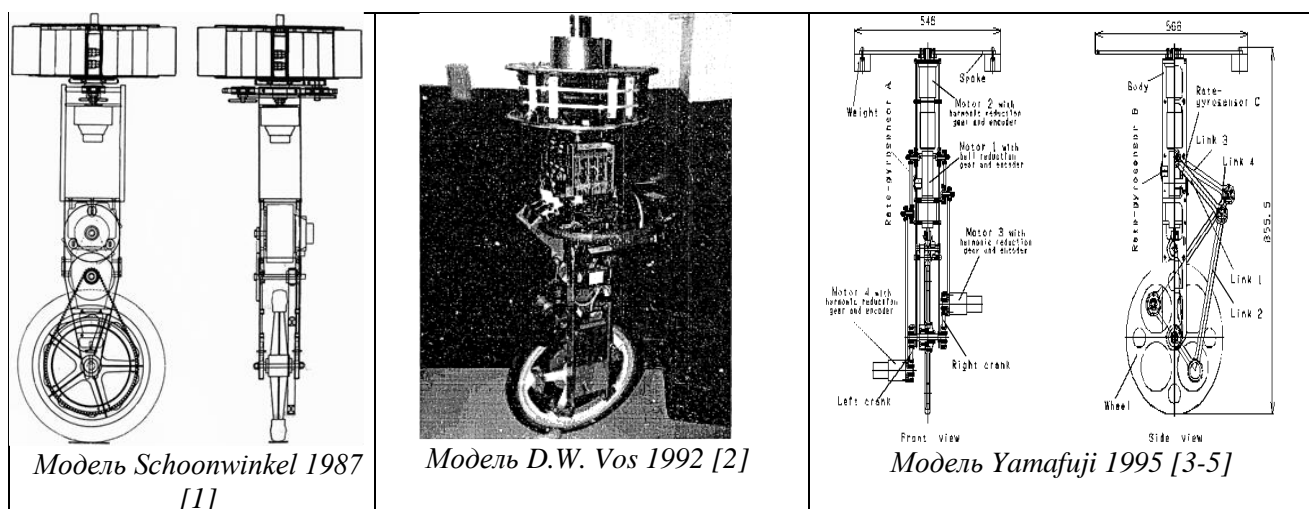 Модель Schoonwinkel 1987
[1]
Модель D.W. Vos 1992 [2]
546
Spoke
Weight
Rate-gyrosensor A
Motor 2 with
harmonic reduction
gear and encoder
Motor 1 with
ball reduction
gear and encoder
Motor 3 with
harmonic reduction
gear and encoder
Motor 4 with
harmonic reduction
gear and encoder
Right crank
Left crank
Front view
568
Body
Rate-
gyrosensor C
Rate-gyrosensor B
Link 3
Link 4
Link 1
Link 2
Wheel
Side view
Модель Yamafuji 1995 [3-5]